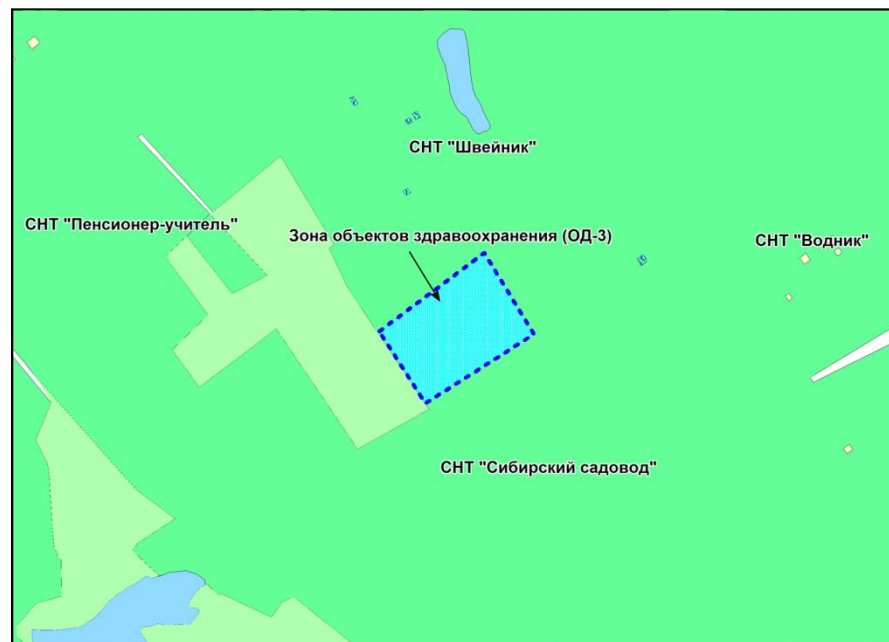 СНТ "Швейник"
СНТ "Пенсионер-учитель"
Зона объектов здравоохранения (ОД-3)
СНТ "Водник"
СНТ "Сибирский садовод"